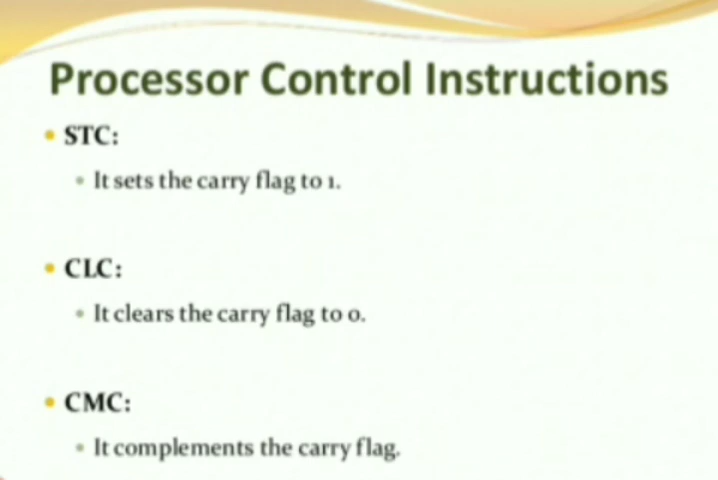 Processor Control Instructions
• STC:
• It sets the carry flag to 1.
• CLC:
• It clears the carry flag to 0.
• CMC:
• It complements the carry flag.